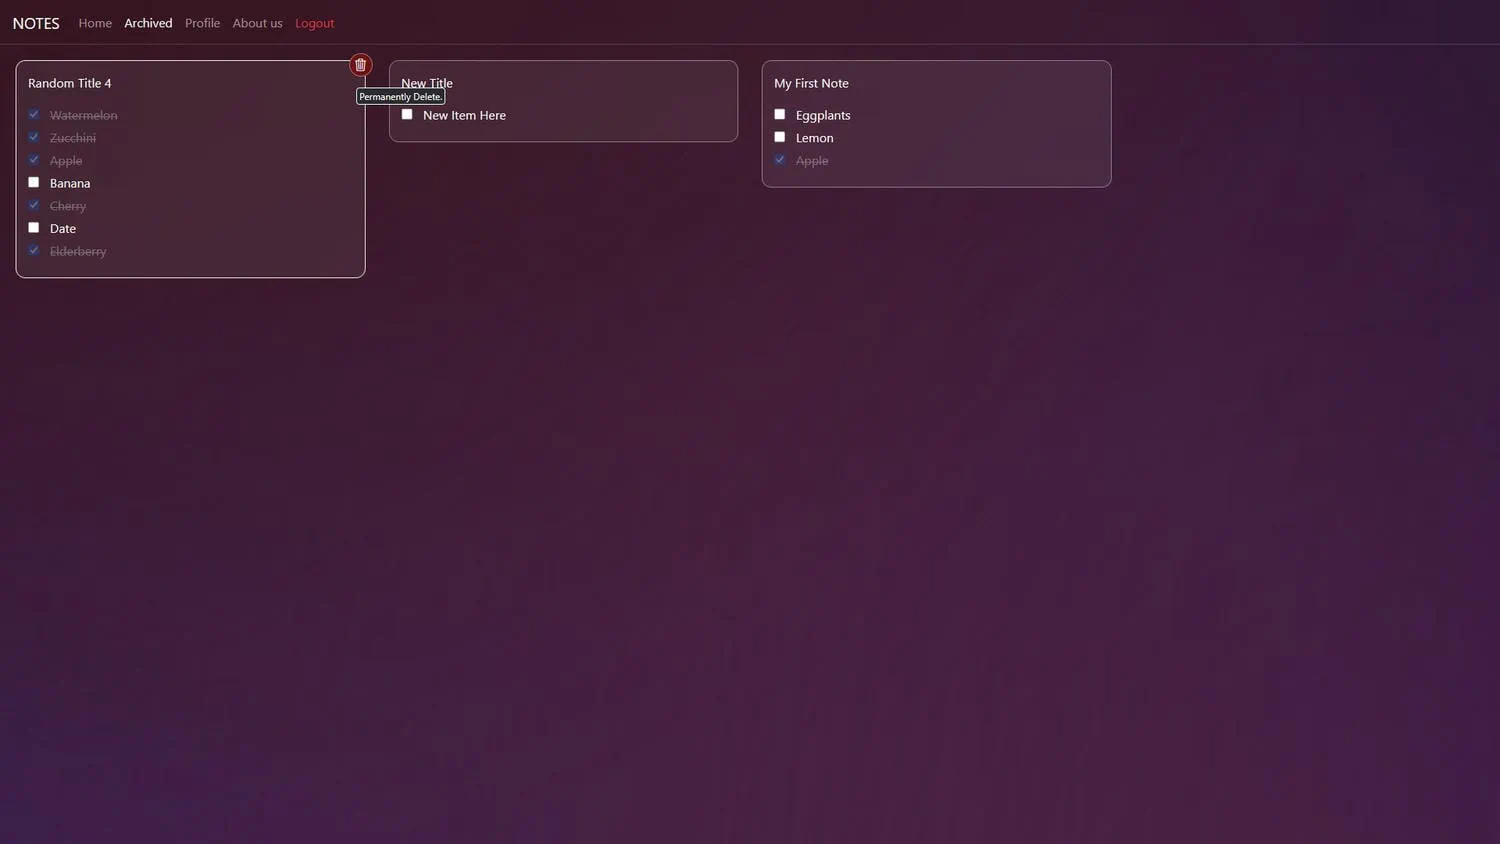 NOTES Home Archived Profile About us Logout
Random Title 4
Watermelon
Zucchini
Apple
Banana
Cherry
Date
Elderberry
Permanently Delete.
New Title
New Item Here
My First Note
Eggplants
Lemon
Apple